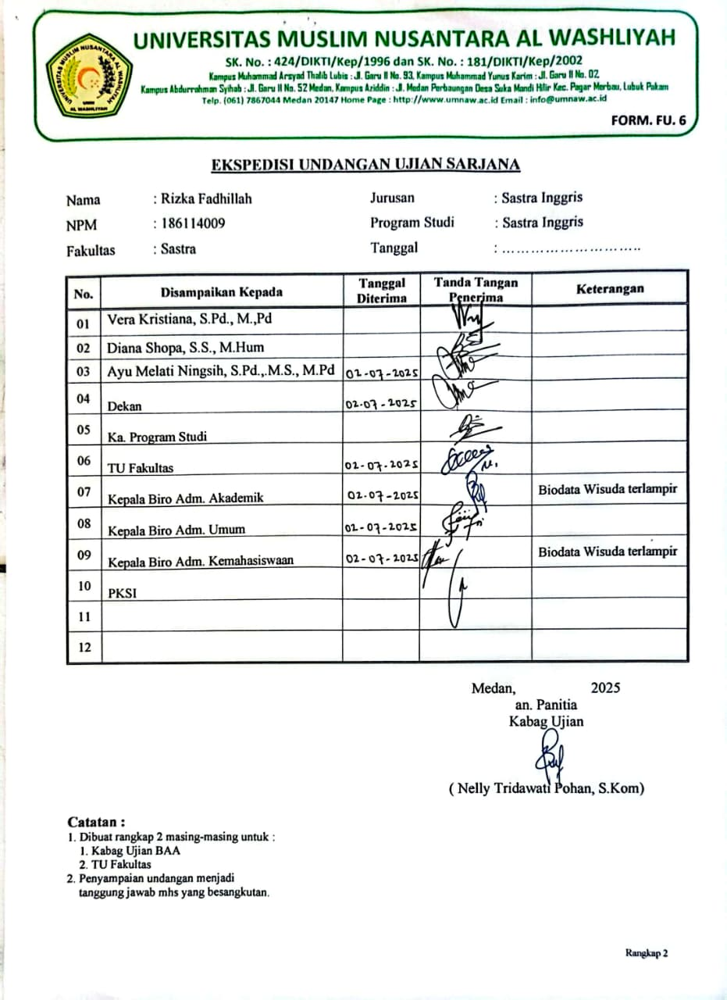 UNIVERSITAS MUSLIM NUSANTARA AL WASHLIYAH
SK. No. : 424/DIKTI/Kep/1996 dan SK. No. : 181/DIKTI/Kep/2002
Kampus Muhammad Arsyad Thalib Lubis : Jl. Garu II No. 93, Kampus Muhammad Yunus Karim : Jl. Garu II No. 02,
Kampus Abdurrahman Syihab : Jl. Garu II No. 52 Medan, Kampus Aziddin : Jl. Medan Perbaungan Desa Suka Mandi Hilir Kec. Pagar Merbau, Lubuk Pakam
Telp. (061) 7867044 Medan 20147 Home Page : http://www.umnaw.ac.id Email : info@umnaw.ac.id
UNIVERSITAS MUSLIM NUSANTARA AL WASHLIYAH
UMN
AL WASHLIYAH
FORM. FU. 6
EKSPEDISI UNDANGAN UJIAN SARJANA
Nama : Rizka Fadhillah Jurusan : Sastra Inggris
NPM : 186114009 Program Studi : Sastra Inggris
Fakultas : Sastra Tanggal : ..............................
No. Disampaikan Kepada Tanggal Diterima Tanda Tangan Penerima Keterangan
01 Vera Kristiana, S.Pd., M.,Pd
02 Diana Shopa, S.S., M.Hum
03 Ayu Melati Ningsih, S.Pd.,.M.S., M.Pd 02-07-2025
04 Dekan 02-07-2025
05 Ka. Program Studi
06 TU Fakultas 02-07-2025
07 Kepala Biro Adm. Akademik 02-07-2025 Biodata Wisuda terlampir
08 Kepala Biro Adm. Umum 02-07-2025
09 Kepala Biro Adm. Kemahasiswaan 02-07-2025 Biodata Wisuda terlampir
10 PKSI
11
12
Medan, 2025
an. Panitia
Kabag Ujian
( Nelly Tridawati Pohan, S.Kom)
Catatan :
1. Dibuat rangkap 2 masing-masing untuk :
1. Kabag Ujian BAA
2. TU Fakultas
2. Penyampaian undangan menjadi
tanggung jawab mhs yang besangkutan.
Rangkap 2